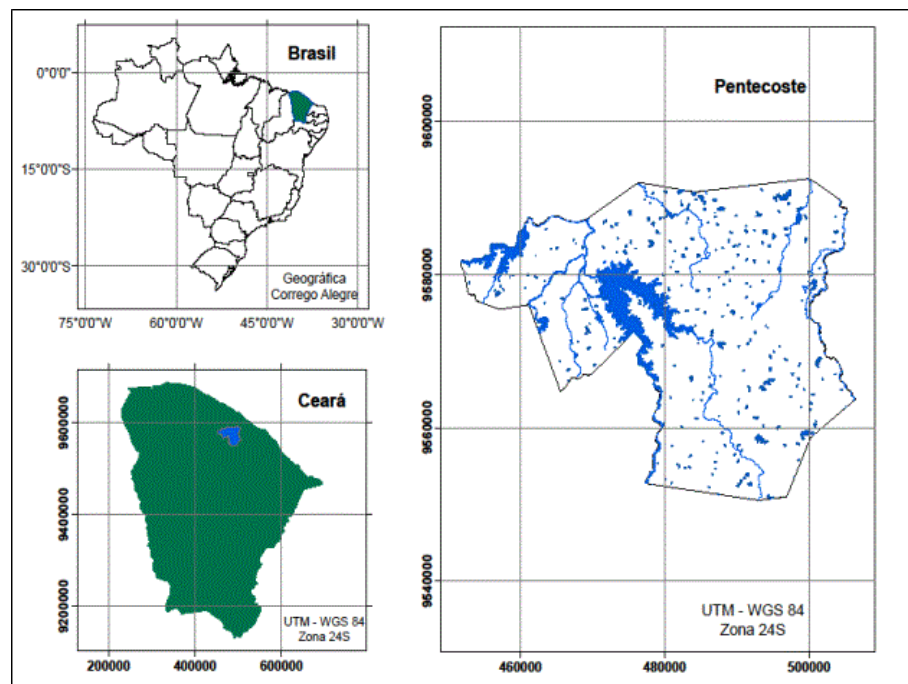 Brasil
0°0'0"
15°0'0"S
30°0'0"S
Geográfica
Corrego Alegre
75°0'0"W
60°0'0"W
45°0'0"W
30°0'0"W
Ceará
9600000
9400000
9200000
UTM - WGS 84
Zona 24S
200000
400000
600000
Pentecoste
9600000
9580000
9560000
9540000
UTM - WGS 84
Zona 24S
460000
480000
500000